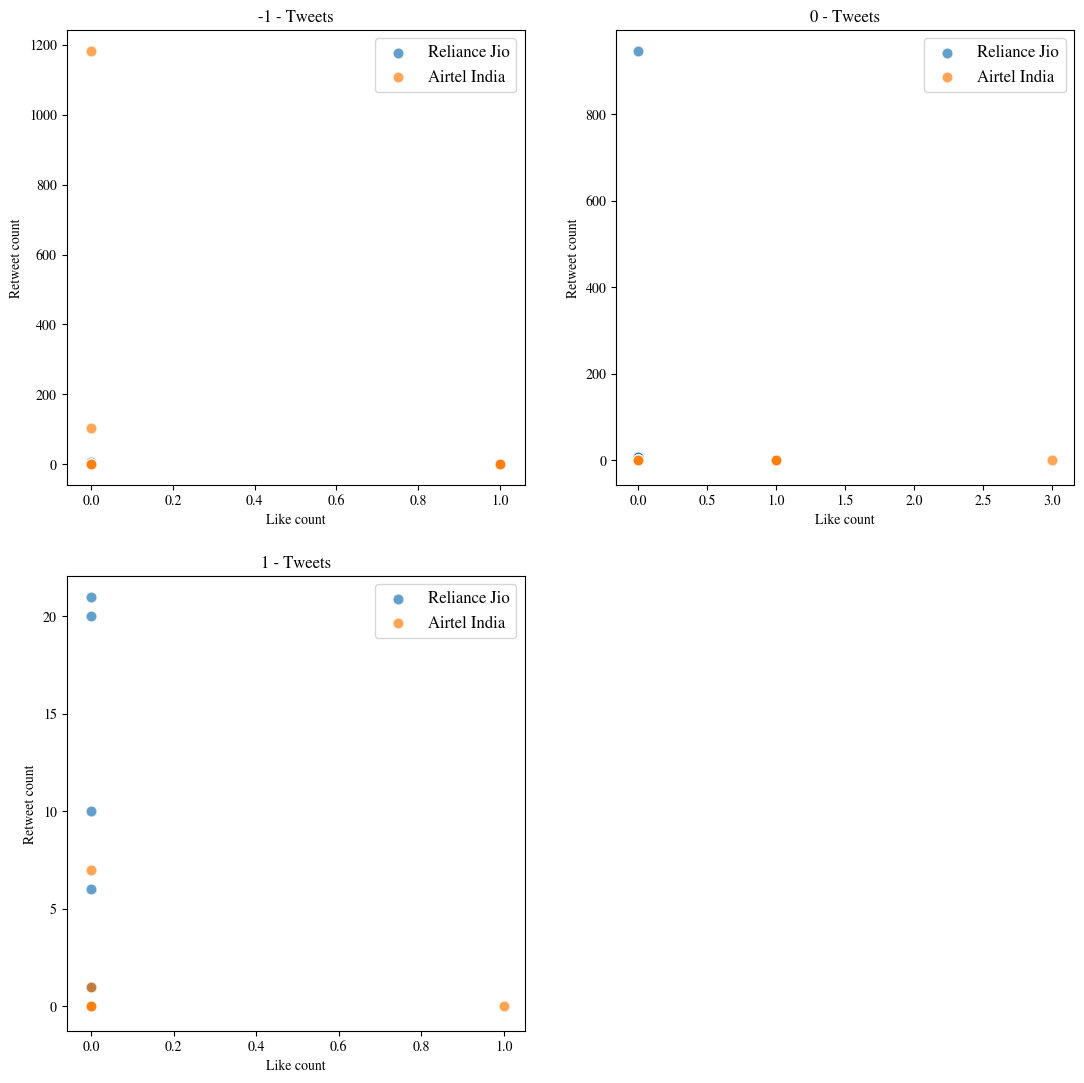 -1 - Tweets
1200
1000
800
600
400
200
0
Retweet count
0.0 0.2 0.4 0.6 0.8 1.0
Like count
Reliance Jio
Airtel India
0 - Tweets
800
600
400
200
0
Retweet count
0.0 0.5 1.0 1.5 2.0 2.5 3.0
Like count
Reliance Jio
Airtel India
1 - Tweets
20
15
10
5
0
Retweet count
0.0 0.2 0.4 0.6 0.8 1.0
Like count
Reliance Jio
Airtel India